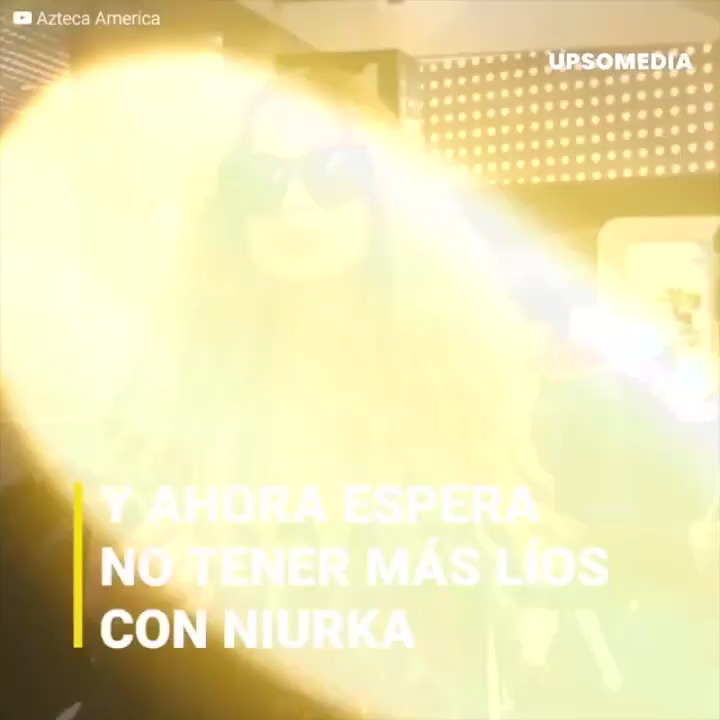 Azteca America
UPSOMEDIA
Y AHORA ESPERA
NO TENER MÁS LÍOS
CON NIURKA